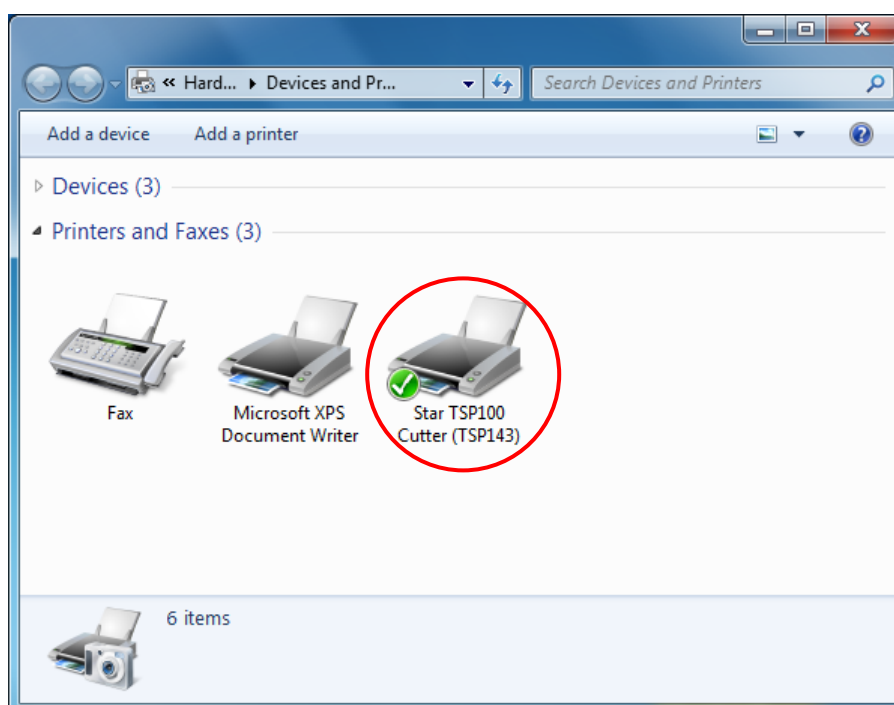 « Hard... ▸ Devices and Pr...
Search Devices and Printers
Add a device Add a printer
Devices (3)
Printers and Faxes (3)
Fax
Microsoft XPS
Document Writer
Star TSP100
Cutter (TSP143)
6 items